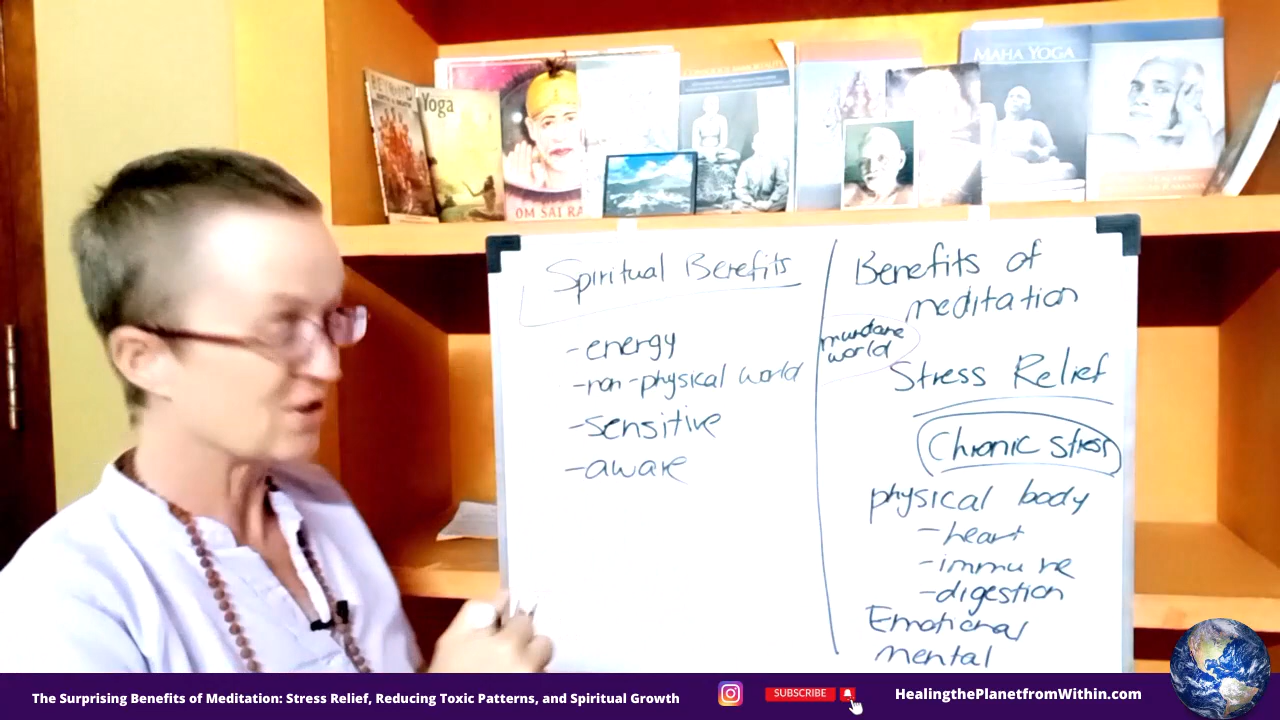 Yoga
OM SAI RA
MAHA YOGA
Spiritual Benefits
-energy
-non-physical world
-sensitive
-aware
Benefits of
meditation
mundane
world
Stress Relief
Chronic stress
physical body
-heart
-immune
-digestion
Emotional
mental
The Surprising Benefits of Meditation: Stress Relief, Reducing Toxic Patterns, and Spiritual Growth
SUBSCRIBE
HealingthePlanetfromWithin.com